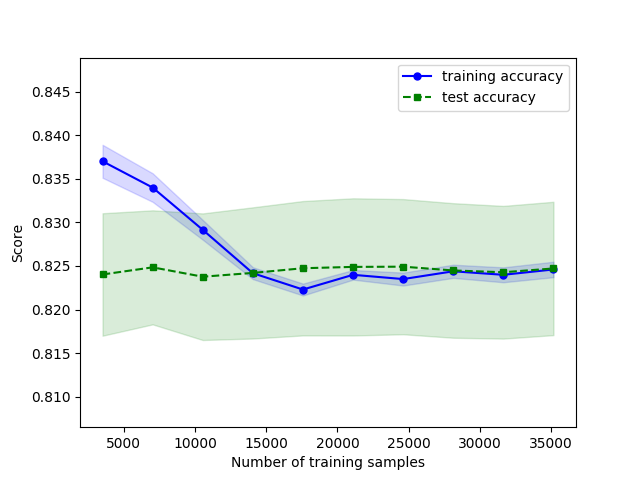 training accuracy
test accuracy
0.845
0.840
0.835
0.830
0.825
0.820
0.815
0.810
Score
5000 10000 15000 20000 25000 30000 35000
Number of training samples